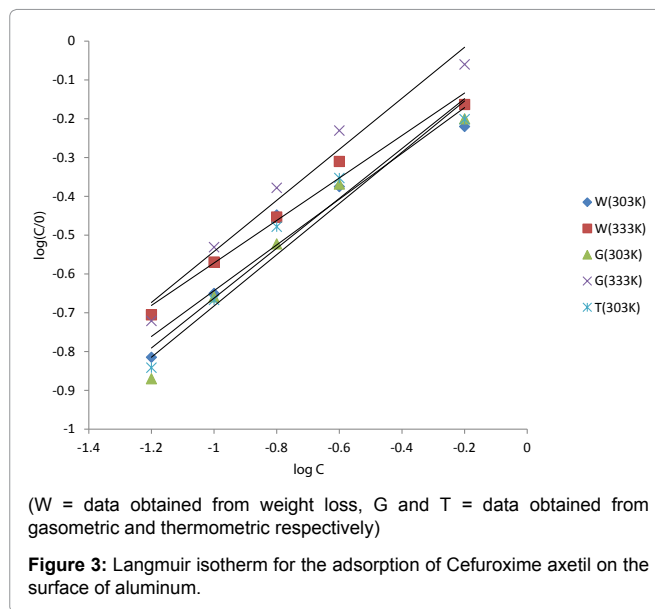 0
-0.1
-0.2
-0.3
-0.4
-0.5
-0.6
-0.7
-0.8
-0.9
-1
log(C/0)
-1.4 -1.2 -1 -0.8 -0.6 -0.4 -0.2 0
log C
W(303K)
W(333K)
G(303K)
G(333K)
T(303K)
(W = data obtained from weight loss, G and T = data obtained from
gasometric and thermometric respectively)
Figure 3: Langmuir isotherm for the adsorption of Cefuroxime axetil on the
surface of aluminum.